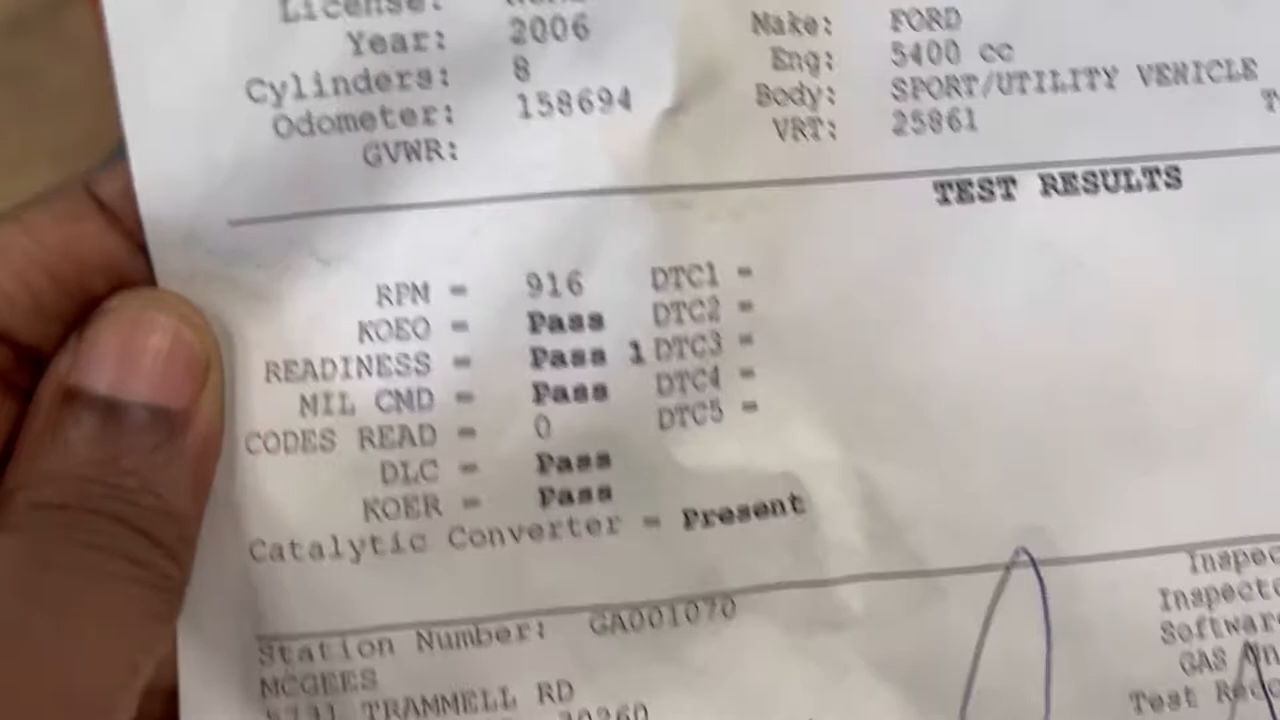 License:
Year: 2006 Make: FORD
Cylinders: 8 Eng: 5400 cc
Odometer: 158694 Body: SPORT/UTILITY VEHICLE
GVWR: VRT: 25861
TEST RESULTS
RPM = 916 DTC1 =
KOEO = Pass DTC2 =
READINESS = Pass 1 DTC3 =
MIL CMD = Pass DTC4 =
CODES READ = 0 DTC5 =
DLC = Pass
KOER = Pass
Catalytic Converter = Present
Station Number: GA001070
MCGEES
TRAMMELL RD
30260
Inspec
Inspecto
Softwar
GAS
Test Rec